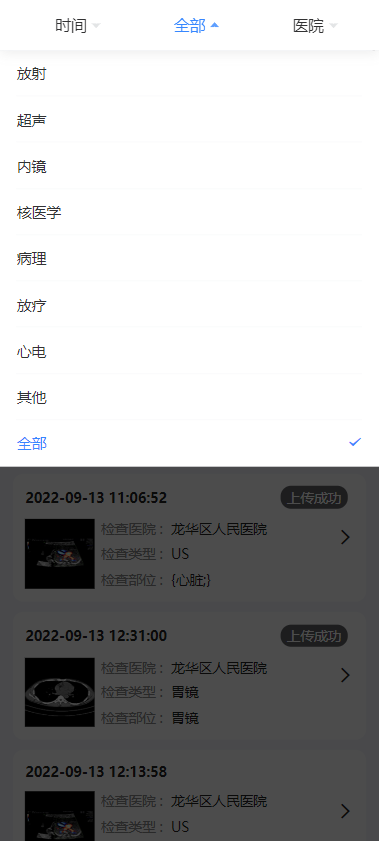 时间 全部 医院
放射
超声
内镜
核医学
病理
放疗
心电
其他
全部
2022-09-13 11:06:52 上传成功
检查医院： 龙华区人民医院
检查类型： US
检查部位： {心脏;}
2022-09-13 12:31:00 上传成功
检查医院： 龙华区人民医院
检查类型： 胃镜
检查部位： 胃镜
2022-09-13 12:13:58
检查医院： 龙华区人民医院
检查类型： US